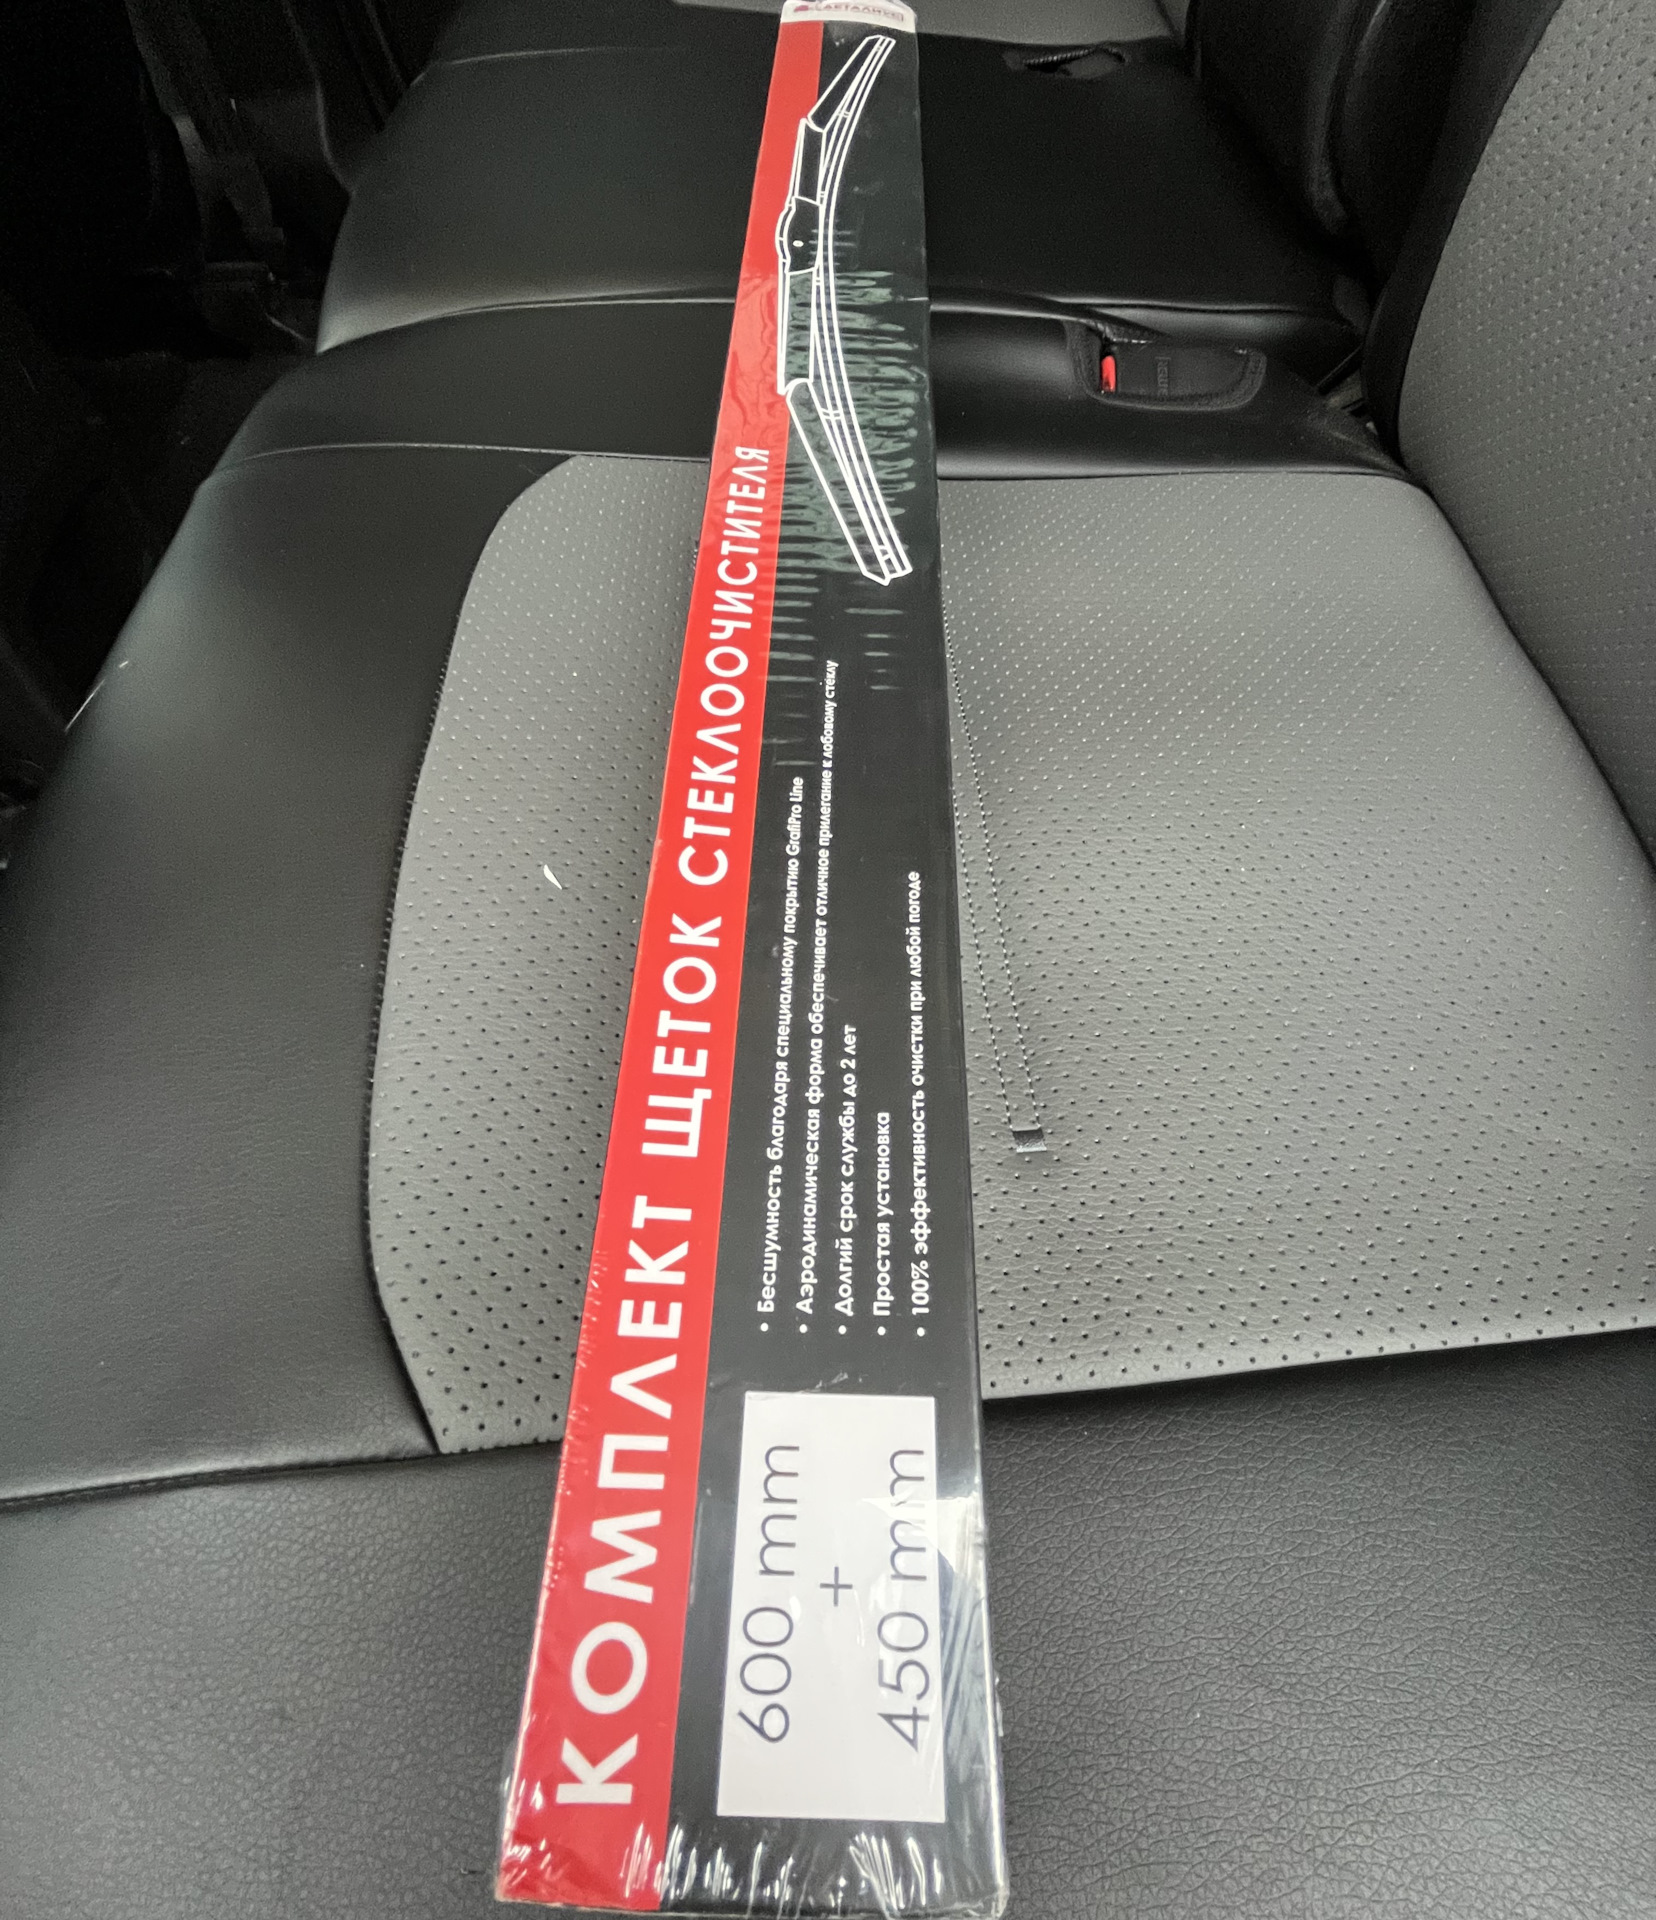 КОМПЛЕКТ ЩЕТОК СТЕКЛООЧИСТИТЕЛЯ
• Бесшумность благодаря специальному покрытию GrafiPro Line
• Аэродинамическая форма обеспечивает отличное прилегание к лобовому стеклу
• Долгий срок службы до 2 лет
• Простая установка
• 100% эффективность очистки при любой погоде
600 mm
+
450 mm